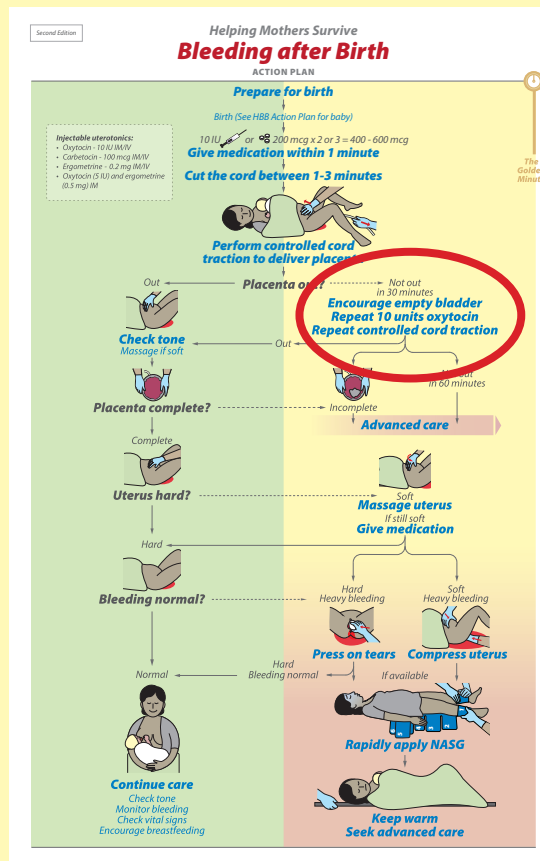 Second Edition
Helping Mothers Survive
Bleeding after Birth
ACTION PLAN
Prepare for birth
Birth (See HBB Action Plan for baby)
Injectable uterotonics:
• Oxytocin - 10 IU IM/IV
• Carbetocin - 100 mcg IM/IV
• Ergometrine – 0.2 mg IM/IV
• Oxytocin (5 IU) and ergometrine
(0.5 mg) IM
10 IU or 200 mcg x 2 or 3 = 400 - 600 mcg
Give medication within 1 minute
The
Golde
Minut
Cut the cord between 1-3 minutes
Perform controlled cord
traction to deliver placenta
Out
Placenta out?
Not out
in 30 minutes
Encourage empty bladder
Repeat 10 units oxytocin
Repeat controlled cord traction
Check tone
Massage if soft
Out
out
in 60 minutes
Placenta complete?
Incomplete
Advanced care
Complete
Uterus hard?
Soft
Massage uterus
If still soft
Give medication
Hard
Bleeding normal?
Hard
Heavy bleeding
Soft
Heavy bleeding
Press on tears
Compress uterus
Normal
Hard
Bleeding normal
If available
5
4
3
2
Rapidly apply NASG
Continue care
Check tone
Monitor bleeding
Check vital signs
Encourage breastfeeding
Keep warm
Seek advanced care